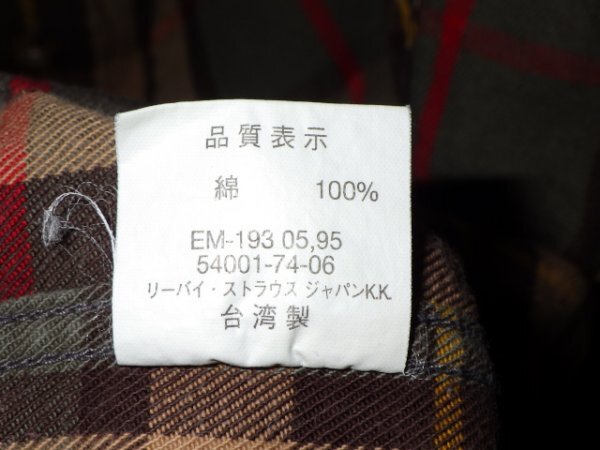 品質表示
綿 100%
EM-193 05,95
54001-74-06
リーバイ・ストラウス ジャパンK.K.
台湾製